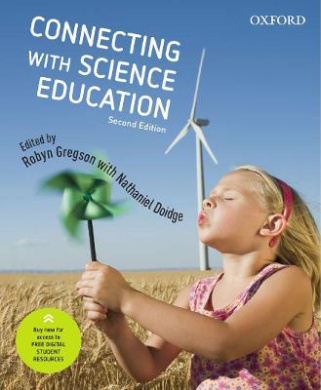 OXFORD
CONNECTING
WITH SCIENCE
EDUCATION
Second Edition
Edited by
Robyn Gregson with Nathaniel Doidge
Buy new for
access to
FREE DIGITAL
STUDENT
RESOURCES